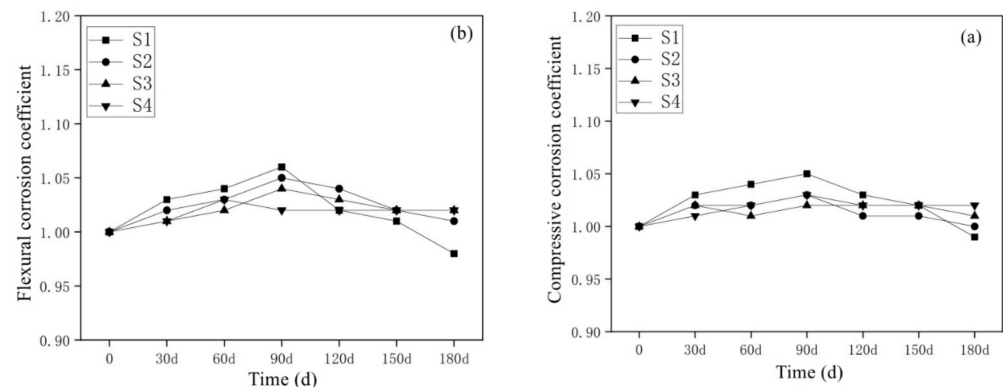 Flexural corrosion coefficient
1.20
1.15
1.10
1.05
1.00
0.95
0.90
S1
S2
S3
S4
(b)
0 30d 60d 90d 120d 150d 180d
Time (d)
Compressive corrosion coefficient
1.20
1.15
1.10
1.05
1.00
0.95
0.90
S1
S2
S3
S4
(a)
0 30d 60d 90d 120d 150d 180d
Time (d)